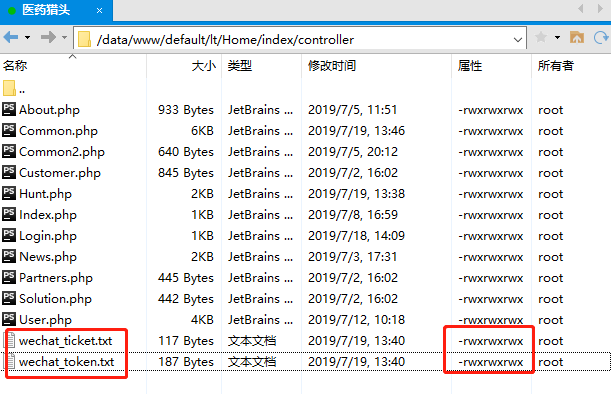 医药猎头 ×
/data/www/default/lt/Home/index/controller
名称 大小 类型 修改时间 属性 所有者
..
About.php 933 Bytes JetBrains ... 2019/7/5, 11:51 -rwxrwxrwx root
Common.php 6KB JetBrains ... 2019/7/19, 13:46 -rwxrwxrwx root
Common2.php 640 Bytes JetBrains ... 2019/7/5, 20:12 -rwxrwxrwx root
Customer.php 845 Bytes JetBrains ... 2019/7/2, 16:02 -rwxrwxrwx root
Hunt.php 2KB JetBrains ... 2019/7/19, 13:38 -rwxrwxrwx root
Index.php 1KB JetBrains ... 2019/7/8, 16:59 -rwxrwxrwx root
Login.php 1KB JetBrains ... 2019/7/18, 14:09 -rwxrwxrwx root
News.php 2KB JetBrains ... 2019/7/3, 17:31 -rwxrwxrwx root
Partners.php 445 Bytes JetBrains ... 2019/7/2, 16:02 -rwxrwxrwx root
Solution.php 442 Bytes JetBrains ... 2019/7/2, 16:02 -rwxrwxrwx root
User.php 4KB JetBrains ... 2019/7/12, 10:18 -rwxrwxrwx root
wechat_ticket.txt 117 Bytes 文本文档 2019/7/19, 13:40 -rwxrwxrwx root
wechat_token.txt 187 Bytes 文本文档 2019/7/19, 13:40 -rwxrwxrwx root